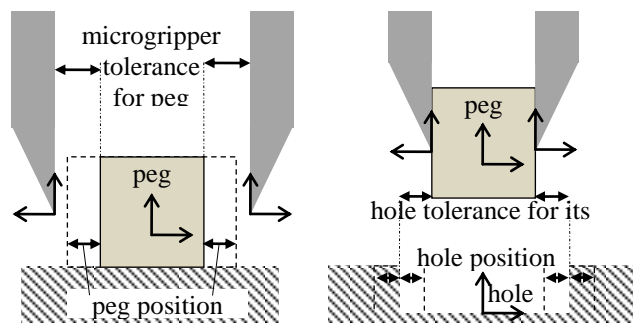 microgripper
tolerance
for peg
peg
peg position
peg
hole tolerance for its
hole position
hole